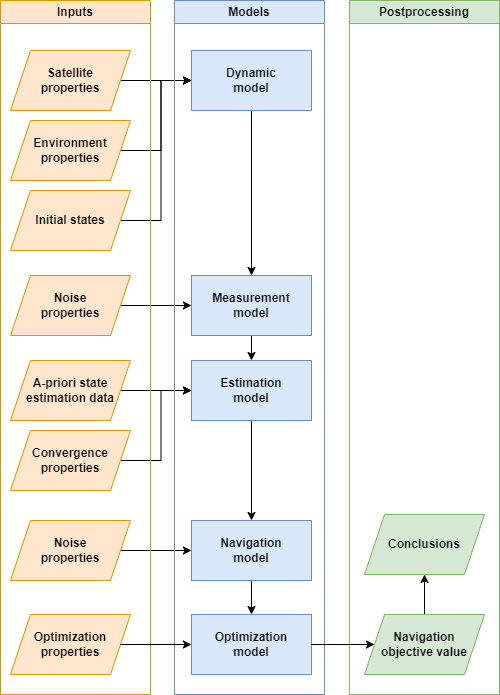 Inputs
Models
Postprocessing
Satellite
properties
Dynamic
model
Environment
properties
Initial states
Noise
properties
Measurement
model
A-priori state
estimation data
Estimation
model
Convergence
properties
Noise
properties
Navigation
model
Conclusions
Optimization
properties
Optimization
model
Navigation
objective value